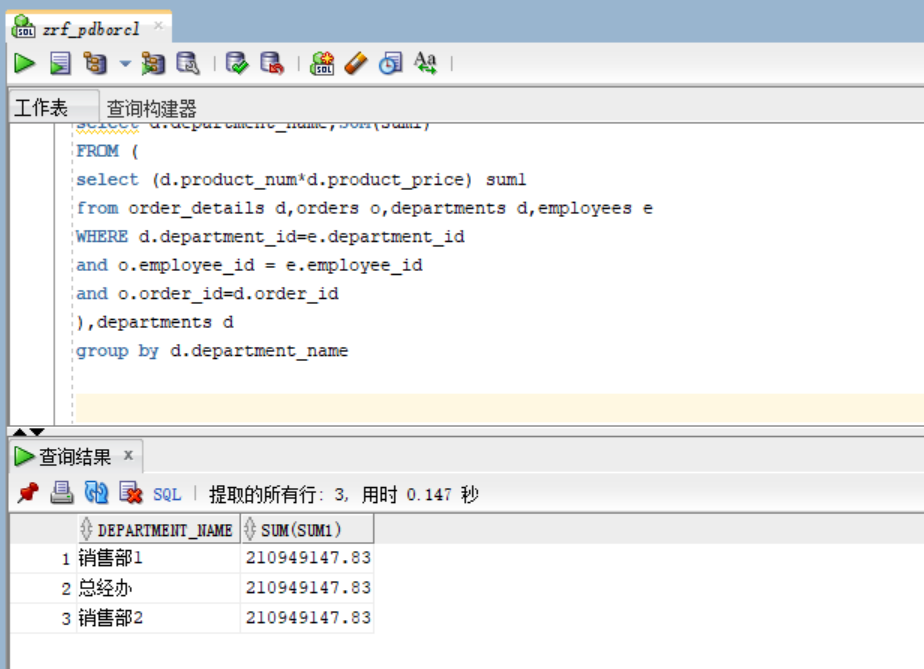 zrf_pdborcl
工作表 查询构建器
select d.department_name,SUM(sum1)
FROM (
select (d.product_num*d.product_price) sum1
from order_details d,orders o,departments d,employees e
WHERE d.department_id=e.department_id
and o.employee_id = e.employee_id
and o.order_id=d.order_id
),departments d
group by d.department_name
查询结果
SQL | 提取的所有行: 3, 用时 0.147 秒
DEPARTMENT_NAME SUM(SUM1)
1 销售部1 210949147.83
2 总经办 210949147.83
3 销售部2 210949147.83